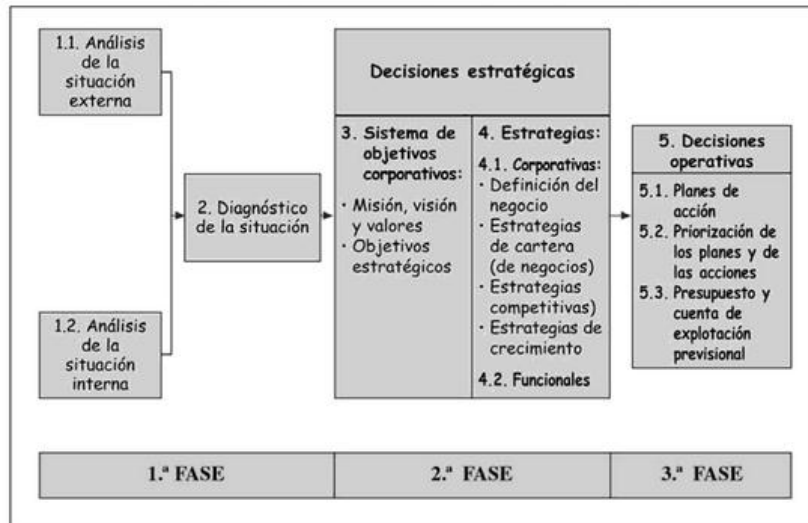 1.1. Análisis
de la
situación
externa
1.2. Análisis
de la
situación
interna
2. Diagnóstico
de la situación
Decisiones estratégicas
3. Sistema de
objetivos
corporativos:
· Misión, visión
y valores
· Objetivos
estratégicos
4. Estrategias:
4.1. Corporativas:
· Definición del
negocio
· Estrategias
de cartera
(de negocios)
· Estrategias
competitivas)
· Estrategias de
crecimiento
4.2. Funcionales
5. Decisiones
operativas
5.1. Planes de
acción
5.2. Priorización de
los planes y de
las acciones
5.3. Presupuesto y
cuenta de
explotación
previsional
1.ª FASE
2.ª FASE
3.ª FASE